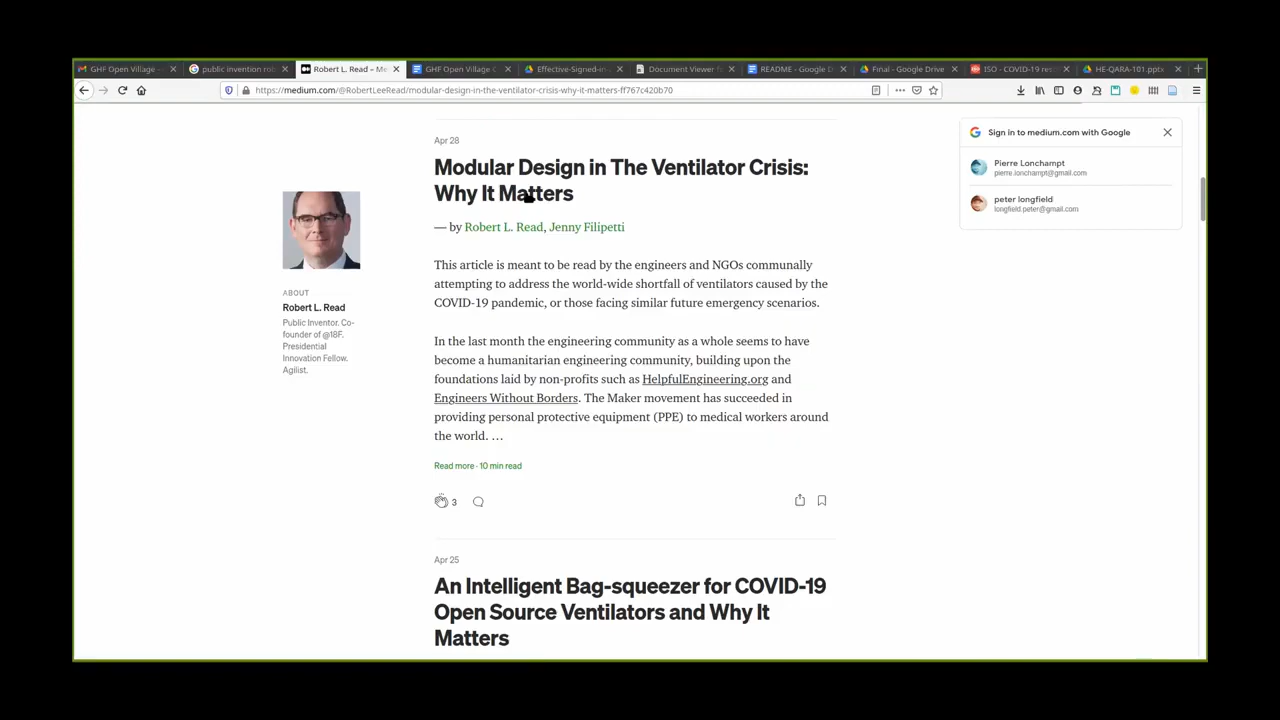 GHF Open Village
public invention rob
Robert L. Read – Me
GHF Open Village C
Effective-Signed-in
Document Viewer f
README - Google D
Final - Google Drive
ISO - COVID-19 res
HE-QARA-101.pptx
https://medium.com/@RobertLeeRead/modular-design-in-the-ventilator-crisis-why-it-matters-ff767c420b70
Sign in to medium.com with Google
Pierre Lonchampt
pierre.lonchampt@gmail.com
peter longfield
longfield.peter@gmail.com
ABOUT
Robert L. Read
Public Inventor. Co-
founder of @18F.
Presidential
Innovation Fellow.
Agilist.
Apr 28
Modular Design in The Ventilator Crisis:
Why It Matters
— by Robert L. Read, Jenny Filipetti
This article is meant to be read by the engineers and NGOs communally
attempting to address the world-wide shortfall of ventilators caused by the
COVID-19 pandemic, or those facing similar future emergency scenarios.
In the last month the engineering community as a whole seems to have
become a humanitarian engineering community, building upon the
foundations laid by non-profits such as HelpfulEngineering.org and
Engineers Without Borders. The Maker movement has succeeded in
providing personal protective equipment (PPE) to medical workers around
the world. …
Read more · 10 min read
3
Apr 25
An Intelligent Bag-squeezer for COVID-19
Open Source Ventilators and Why It
Matters